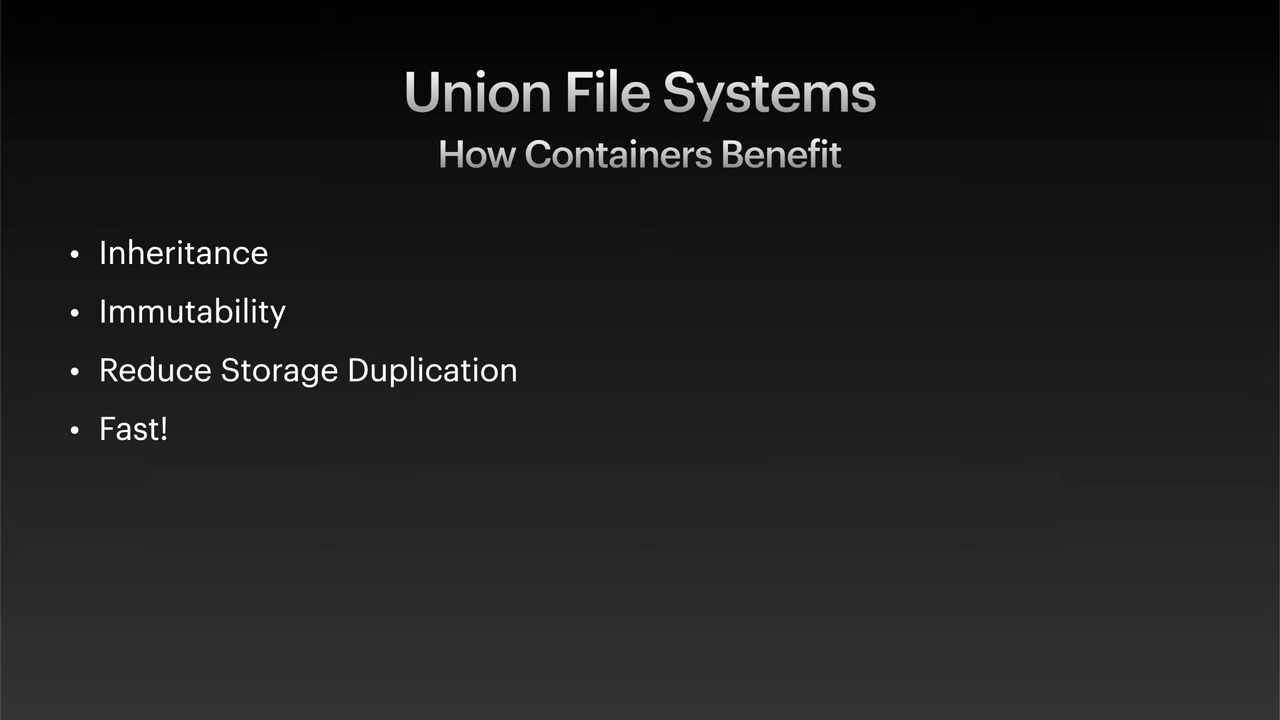 Union File Systems
How Containers Benefit
• Inheritance
• Immutability
• Reduce Storage Duplication
• Fast!